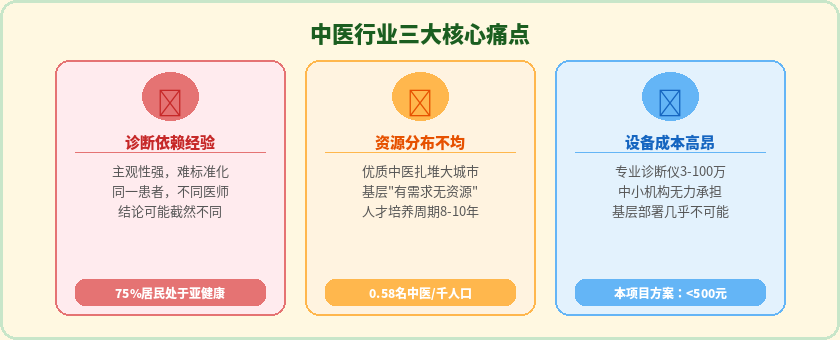 中医行业三大核心痛点
诊断依赖经验
主观性强，难标准化
同一患者，不同医师
结论可能截然不同
75%居民处于亚健康
资源分布不均
优质中医扎堆大城市
基层"有需求无资源"
人才培养周期8-10年
0.58名中医/千人口
设备成本高昂
专业诊断仪3-100万
中小机构无力承担
基层部署几乎不可能
本项目方案：<500元